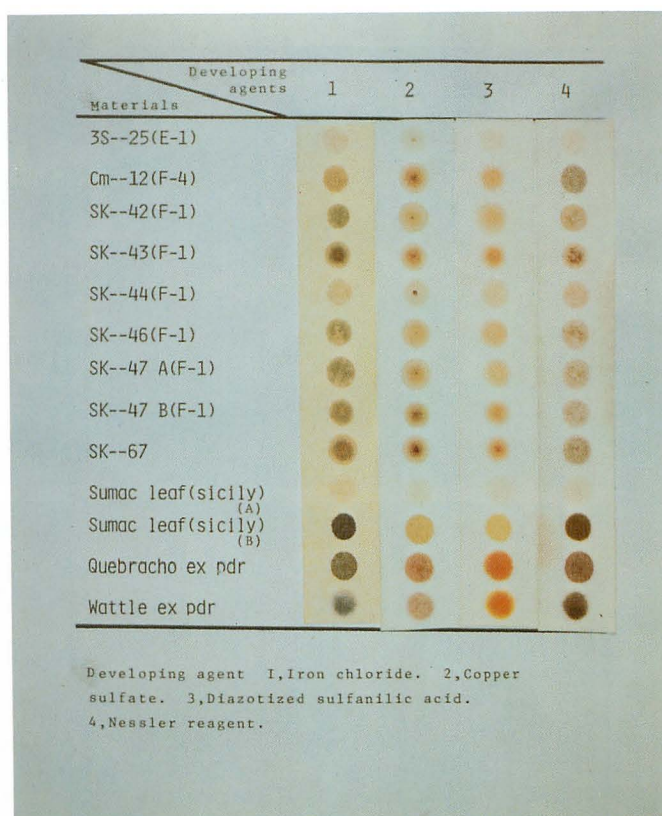 Developing
agents 1 2 3 4
Materials
3S--25(E-1)
Cm--12(F-4)
SK--42(F-1)
SK--43(F-1)
SK--44(F-1)
SK--46(F-1)
SK--47 A(F-1)
SK--47 B(F-1)
SK--67
Sumac leaf(sicily)
(A)
Sumac leaf(sicily)
(B)
Quebracho ex pdr
Wattle ex pdr
Developing agent I,Iron chloride. 2,Copper
sulfate. 3,Diazotized sulfanilic acid.
4,Nessler reagent.